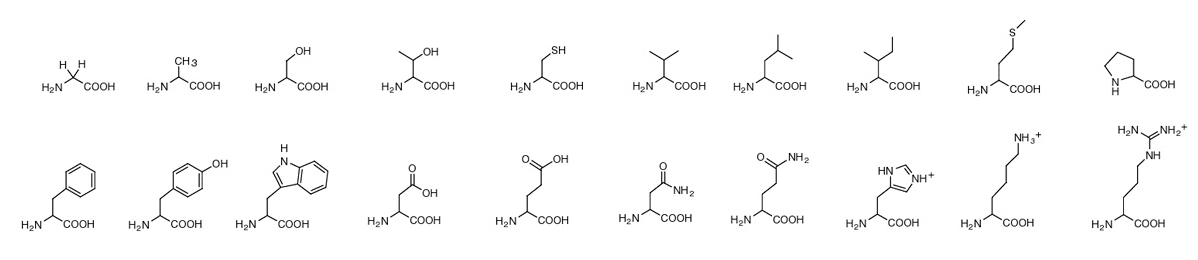 H H
H₂N COOH
CH₃
H₂N COOH
OH
H₂N COOH
OH
H₂N COOH
SH
H₂N COOH
H₂N COOH
H₂N COOH
H₂N COOH
S
H₂N COOH
N
H
COOH
H₂N COOH
OH
H₂N COOH
H
N
H₂N COOH
O
OH
H₂N COOH
O OH
H₂N COOH
O
NH₂
H₂N COOH
O NH₂
H₂N COOH
HN
NH⁺
H₂N COOH
NH₃⁺
H₂N COOH
H₂N NH₂⁺
NH
H₂N COOH